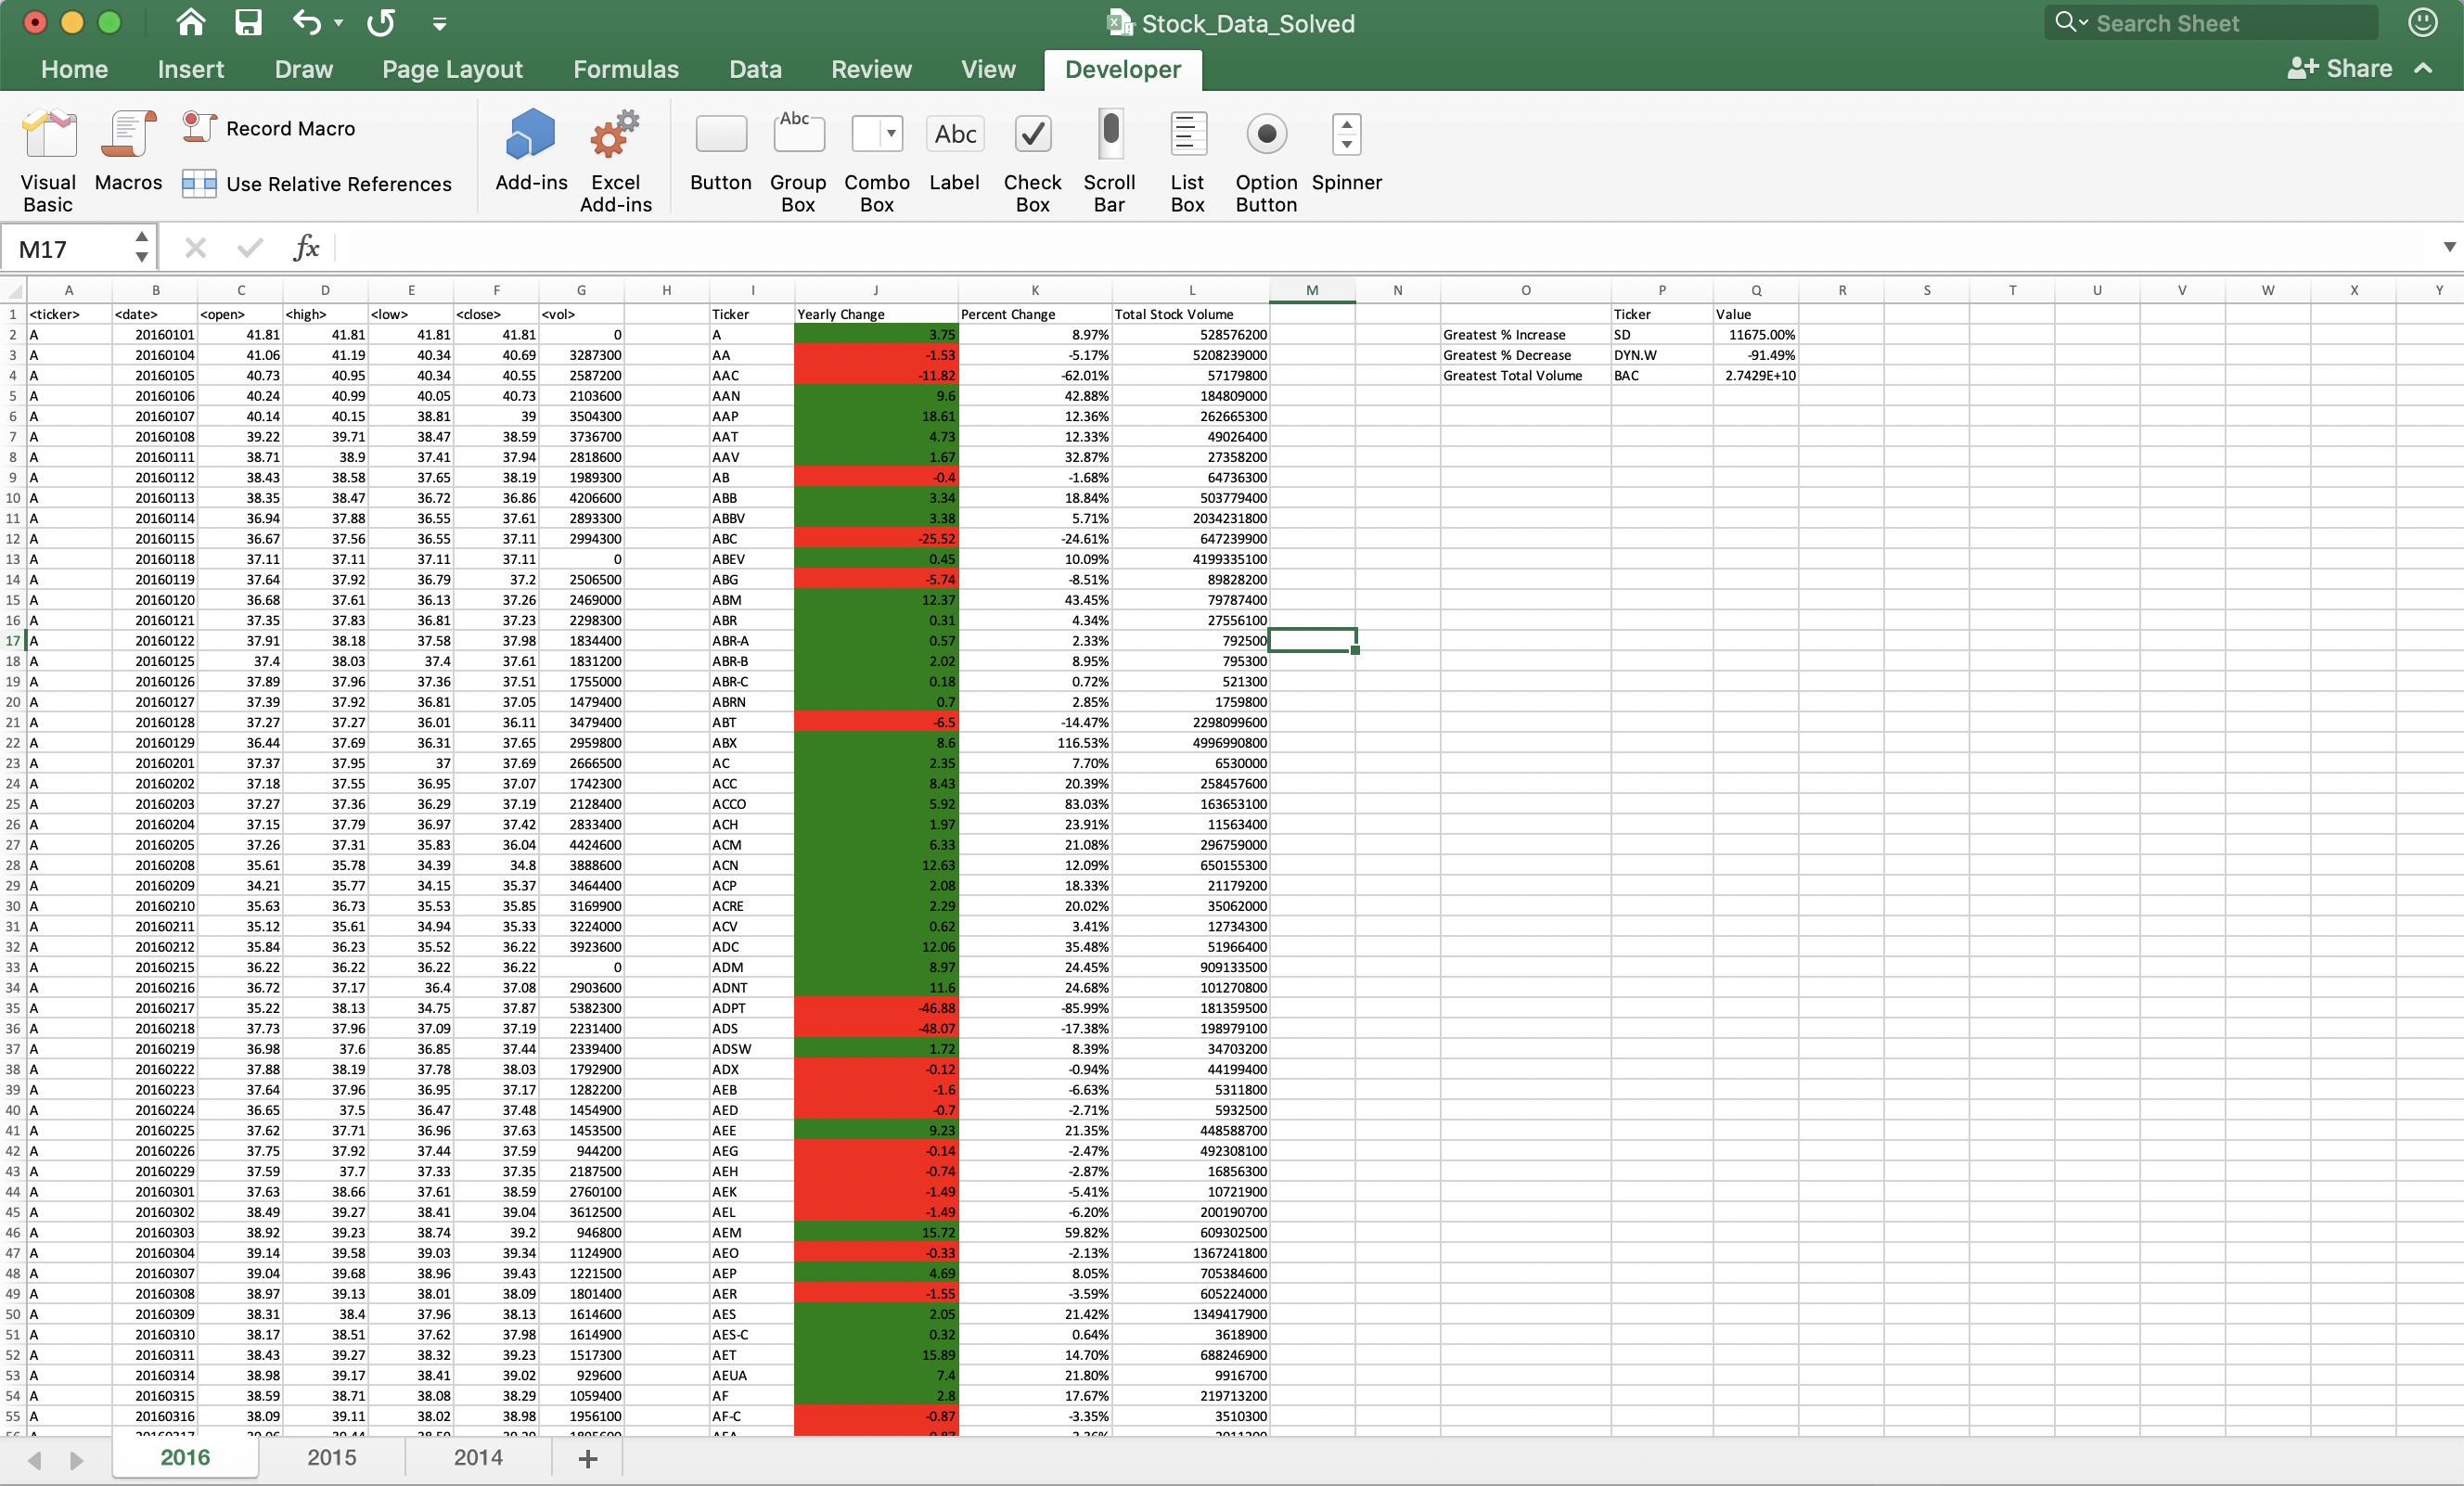 Stock_Data_Solved
Search Sheet
Home Insert Draw Page Layout Formulas Data Review View Developer
Share
Visual Basic Macros Record Macro Use Relative References Add-ins Excel Add-ins Button Group Box Combo Box Label Check Box Scroll Bar List Box Option Button Spinner
Abc Abc
M17 fx
A B C D E F G H I J K L M N O P Q R S T U V W X Y
1 <ticker> <date> <open> <high> <low> <close> <vol> Ticker Yearly Change Percent Change Total Stock Volume Ticker Value
2 A 20160101 41.81 41.81 41.81 41.81 0 A 3.75 8.97% 528576200 Greatest % Increase SD 11675.00%
3 A 20160104 41.06 41.19 40.34 40.69 3287300 AA -1.53 -5.17% 5208239000 Greatest % Decrease DYN.W -91.49%
4 A 20160105 40.73 40.95 40.34 40.55 2587200 AAC -11.82 -62.01% 57179800 Greatest Total Volume BAC 2.7429E+10
5 A 20160106 40.24 40.99 40.05 40.73 2103600 AAN 9.6 42.88% 184809000
6 A 20160107 40.14 40.15 38.81 39 3504300 AAP 18.61 12.36% 262665300
7 A 20160108 39.22 39.71 38.47 38.59 3736700 AAT 4.73 12.33% 49026400
8 A 20160111 38.71 38.9 37.41 37.94 2818600 AAV 1.67 32.87% 27358200
9 A 20160112 38.43 38.58 37.65 38.19 1989300 AB -0.4 -1.68% 64736300
10 A 20160113 38.35 38.47 36.72 36.86 4206600 ABB 3.34 18.84% 503779400
11 A 20160114 36.94 37.88 36.55 37.61 2893300 ABBV 3.38 5.71% 2034231800
12 A 20160115 36.67 37.56 36.55 37.11 2994300 ABC -25.52 -24.61% 647239900
13 A 20160118 37.11 37.11 37.11 37.11 0 ABEV 0.45 10.09% 4199335100
14 A 20160119 37.64 37.92 36.79 37.2 2506500 ABG -5.74 -8.51% 89828200
15 A 20160120 36.68 37.61 36.13 37.26 2469000 ABM 12.37 43.45% 79787400
16 A 20160121 37.35 37.83 36.81 37.23 2298300 ABR 0.31 4.34% 27556100
17 A 20160122 37.91 38.18 37.58 37.98 1834400 ABR-A 0.57 2.33% 792500
18 A 20160125 37.4 38.03 37.4 37.61 1831200 ABR-B 2.02 8.95% 795300
19 A 20160126 37.89 37.96 37.36 37.51 1755000 ABR-C 0.18 0.72% 521300
20 A 20160127 37.39 37.92 36.81 37.05 1479400 ABRN 0.7 2.85% 1759800
21 A 20160128 37.27 37.27 36.01 36.11 3479400 ABT -6.5 -14.47% 2298099600
22 A 20160129 36.44 37.69 36.31 37.65 2959800 ABX 8.6 116.53% 4996990800
23 A 20160201 37.37 37.95 37 37.69 2666500 AC 2.35 7.70% 6530000
24 A 20160202 37.18 37.55 36.95 37.07 1742300 ACC 8.43 20.39% 258457600
25 A 20160203 37.27 37.36 36.29 37.19 2128400 ACCO 5.92 83.03% 163653100
26 A 20160204 37.15 37.79 36.97 37.42 2833400 ACH 1.97 23.91% 11563400
27 A 20160205 37.26 37.31 35.83 36.04 4424600 ACM 6.33 21.08% 296759000
28 A 20160208 35.61 35.78 34.39 34.8 3888600 ACN 12.63 12.09% 650155300
29 A 20160209 34.21 35.77 34.15 35.37 3464400 ACP 2.08 18.33% 21179200
30 A 20160210 35.63 36.73 35.53 35.85 3169900 ACRE 2.29 20.02% 35062000
31 A 20160211 35.12 35.61 34.94 35.33 3224000 ACV 0.62 3.41% 12734300
32 A 20160212 35.84 36.23 35.52 36.22 3923600 ADC 12.06 35.48% 51966400
33 A 20160215 36.22 36.22 36.22 36.22 0 ADM 8.97 24.45% 909133500
34 A 20160216 36.72 37.17 36.4 37.08 2903600 ADNT 11.6 24.68% 101270800
35 A 20160217 35.22 38.13 34.75 37.87 5382300 ADPT -46.88 -85.99% 181359500
36 A 20160218 37.73 37.96 37.09 37.19 2231400 ADS -48.07 -17.38% 198979100
37 A 20160219 36.98 37.6 36.85 37.44 2339400 ADSW 1.72 8.39% 34703200
38 A 20160222 37.88 38.19 37.78 38.03 1792900 ADX -0.12 -0.94% 44199400
39 A 20160223 37.64 37.96 36.95 37.17 1282200 AEB -1.6 -6.63% 5311800
40 A 20160224 36.65 37.5 36.47 37.48 1454900 AED -0.7 -2.71% 5932500
41 A 20160225 37.62 37.71 36.96 37.63 1453500 AEE 9.23 21.35% 448588700
42 A 20160226 37.75 37.92 37.44 37.59 944200 AEG -0.14 -2.47% 492308100
43 A 20160229 37.59 37.7 37.33 37.35 2187500 AEH -0.74 -2.87% 16856300
44 A 20160301 37.63 38.66 37.61 38.59 2760100 AEK -1.49 -5.41% 10721900
45 A 20160302 38.49 39.27 38.41 39.04 3612500 AEL -1.49 -6.20% 200190700
46 A 20160303 38.92 39.23 38.74 39.2 946800 AEM 15.72 59.82% 609302500
47 A 20160304 39.14 39.58 39.03 39.34 1124900 AEO -0.33 -2.13% 1367241800
48 A 20160307 39.04 39.68 38.96 39.43 1221500 AEP 4.69 8.05% 705384600
49 A 20160308 38.97 39.13 38.01 38.09 1801400 AER -1.55 -3.59% 605224000
50 A 20160309 38.31 38.4 37.96 38.13 1614600 AES 2.05 21.42% 1349417900
51 A 20160310 38.17 38.51 37.62 37.98 1614900 AES-C 0.32 0.64% 3618900
52 A 20160311 38.43 39.27 38.32 39.23 1517300 AET 15.89 14.70% 688246900
53 A 20160314 38.98 39.17 38.41 39.02 929600 AEUA 7.4 21.80% 9916700
54 A 20160315 38.59 38.71 38.08 38.29 1059400 AF 2.8 17.67% 219713200
55 A 20160316 38.09 39.11 38.02 38.98 1956100 AF-C -0.87 -3.35% 3510300
2016 2015 2014 +